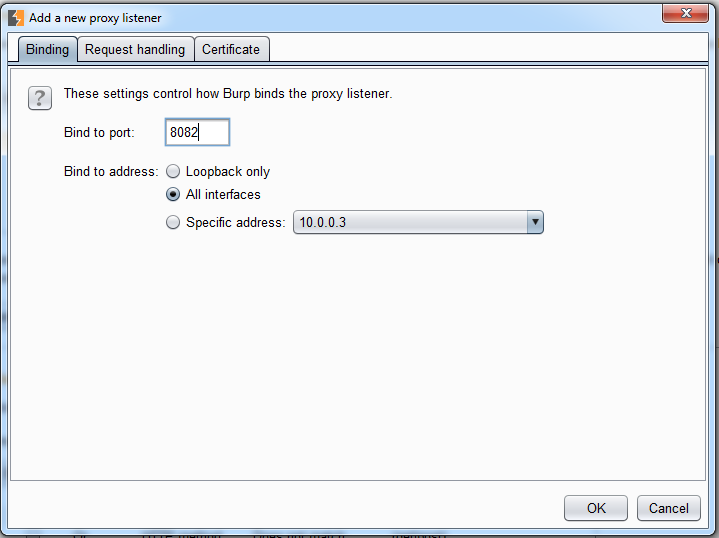 Add a new proxy listener
Binding Request handling Certificate
? These settings control how Burp binds the proxy listener.
Bind to port: 8082
Bind to address: Loopback only
All interfaces
Specific address: 10.0.0.3
OK Cancel